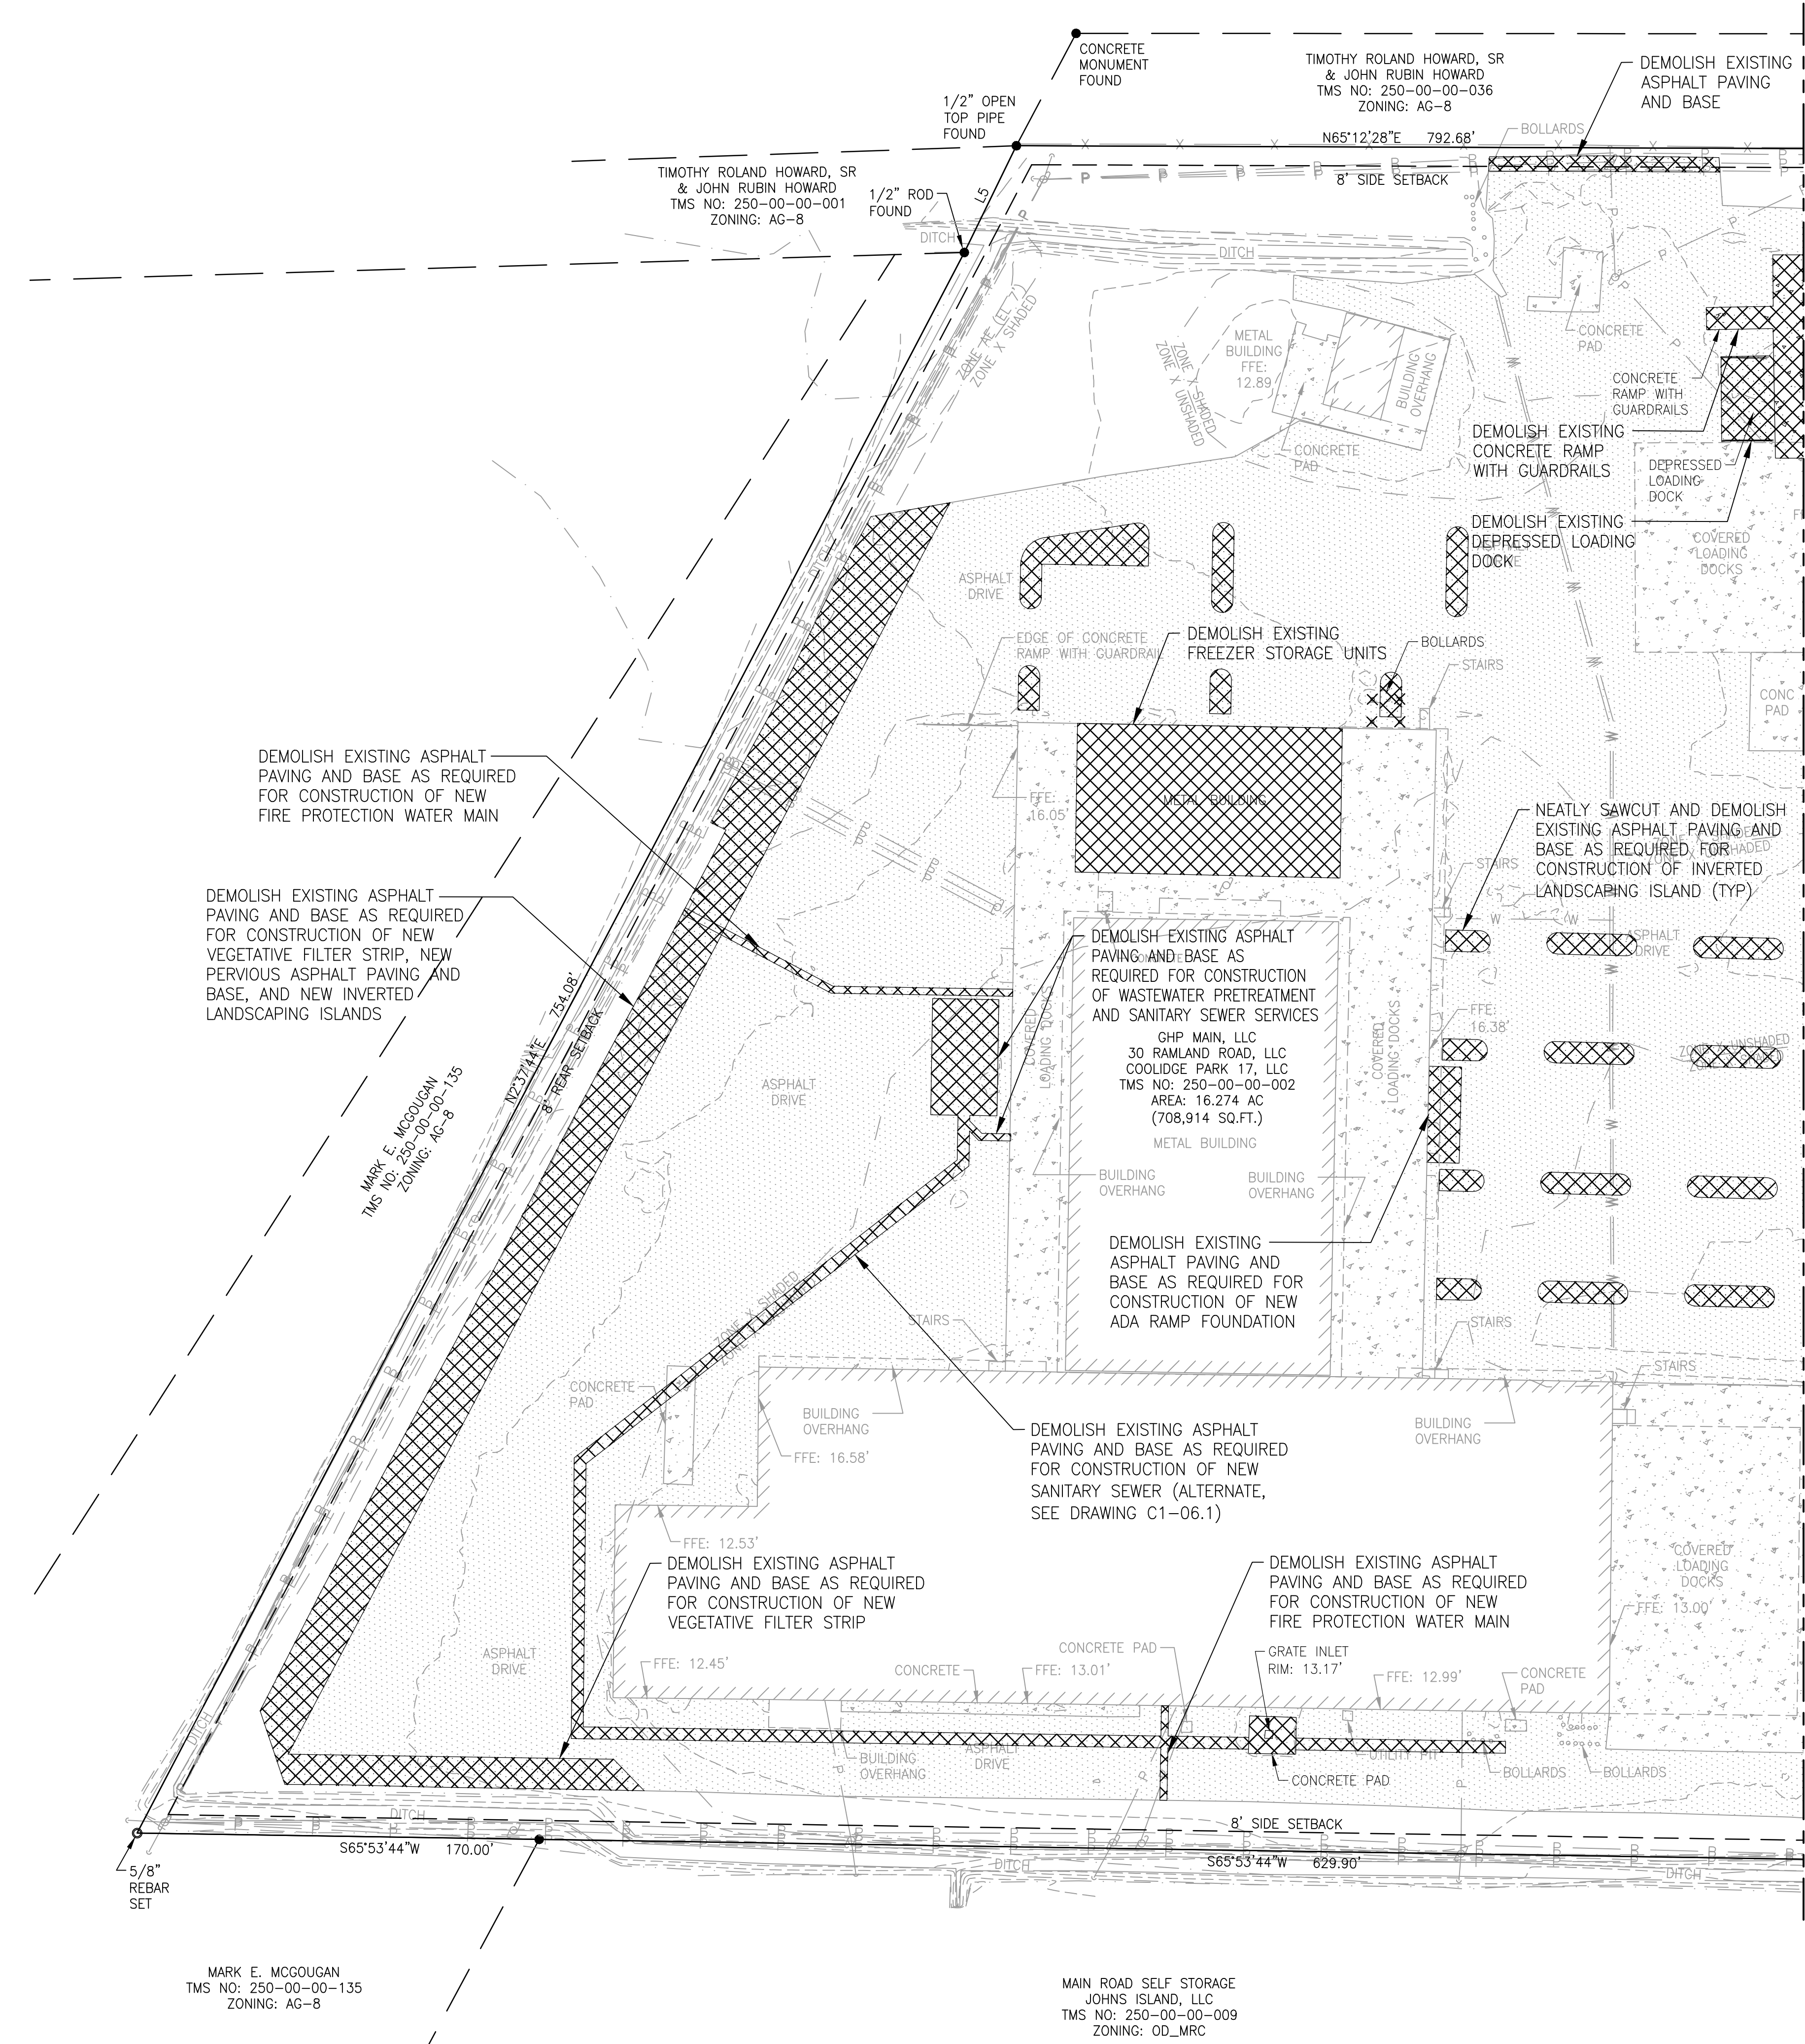 CONCRETE
MONUMENT
FOUND
TIMOTHY ROLAND HOWARD, SR
& JOHN RUBIN HOWARD
TMS NO: 250-00-00-036
ZONING: AG-8
DEMOLISH EXISTING
ASPHALT PAVING
AND BASE
1/2" OPEN
TOP PIPE
FOUND
N65°12'28"E 792.68'
BOLLARDS
8' SIDE SETBACK
TIMOTHY ROLAND HOWARD, SR
& JOHN RUBIN HOWARD
TMS NO: 250-00-00-001
ZONING: AG-8
1/2" ROD
FOUND
L5
DITCH
DITCH
ZONE AE (EL 7)
ZONE X SHADED
ZONE X SHADED
ZONE X UNSHADED
METAL
BUILDING
FFE:
12.89
BUILDING
OVERHANG
CONCRETE
PAD
CONCRETE
PAD
CONCRETE
RAMP WITH
GUARDRAILS
DEMOLISH EXISTING
CONCRETE RAMP
WITH GUARDRAILS
DEPRESSED
LOADING
DOCK
DEMOLISH EXISTING
DEPRESSED LOADING
DOCK
COVERED
LOADING
DOCKS
DITCH
ASPHALT
DRIVE
EDGE OF CONCRETE
RAMP WITH GUARDRAIL
DEMOLISH EXISTING
FREEZER STORAGE UNITS
BOLLARDS
STAIRS
CONC
PAD
DEMOLISH EXISTING ASPHALT
PAVING AND BASE AS REQUIRED
FOR CONSTRUCTION OF NEW
FIRE PROTECTION WATER MAIN
FFE:
16.05'
METAL BUILDING
NEATLY SAWCUT AND DEMOLISH
EXISTING ASPHALT PAVING AND
BASE AS REQUIRED FOR
CONSTRUCTION OF INVERTED
LANDSCAPING ISLAND (TYP)
STAIRS
ASPHALT
DRIVE
DEMOLISH EXISTING ASPHALT
PAVING AND BASE AS REQUIRED
FOR CONSTRUCTION OF NEW
VEGETATIVE FILTER STRIP, NEW
PERVIOUS ASPHALT PAVING AND
BASE, AND NEW INVERTED
LANDSCAPING ISLANDS
DEMOLISH EXISTING ASPHALT
PAVING AND BASE AS
REQUIRED FOR CONSTRUCTION
OF WASTEWATER PRETREATMENT
AND SANITARY SEWER SERVICES
GHP MAIN, LLC
30 RAMLAND ROAD, LLC
COOLIDGE PARK 17, LLC
TMS NO: 250-00-00-002
AREA: 16.274 AC
(708,914 SQ.FT.)
METAL BUILDING
COVERED
LOADING DOCKS
COVERED
LOADING DOCKS
FFE:
16.38'
N2°37'44"E 754.08'
8' REAR SETBACK
MARK E. MCGOUGAN
TMS NO: 250-00-00-135
ZONING: AG-8
ASPHALT
DRIVE
BUILDING
OVERHANG
BUILDING
OVERHANG
DEMOLISH EXISTING
ASPHALT PAVING AND
BASE AS REQUIRED FOR
CONSTRUCTION OF NEW
ADA RAMP FOUNDATION
STAIRS
STAIRS
STAIRS
CONCRETE
PAD
BUILDING
OVERHANG
BUILDING
OVERHANG
FFE: 16.58'
DEMOLISH EXISTING ASPHALT
PAVING AND BASE AS REQUIRED
FOR CONSTRUCTION OF NEW
SANITARY SEWER (ALTERNATE,
SEE DRAWING C1-06.1)
FFE: 12.53'
DEMOLISH EXISTING ASPHALT
PAVING AND BASE AS REQUIRED
FOR CONSTRUCTION OF NEW
VEGETATIVE FILTER STRIP
DEMOLISH EXISTING ASPHALT
PAVING AND BASE AS REQUIRED
FOR CONSTRUCTION OF NEW
FIRE PROTECTION WATER MAIN
COVERED
LOADING
DOCKS
FFE: 13.00'
ASPHALT
DRIVE
FFE: 12.45'
CONCRETE
FFE: 13.01'
CONCRETE PAD
GRATE INLET
RIM: 13.17'
FFE: 12.99'
CONCRETE
PAD
BUILDING
OVERHANG
ASPHALT
DRIVE
UTILITY PIT
CONCRETE PAD
BOLLARDS
BOLLARDS
DITCH
DITCH
8' SIDE SETBACK
S65°53'44"W 170.00'
S65°53'44"W 629.90'
DITCH
DITCH
5/8"
REBAR
SET
MARK E. MCGOUGAN
TMS NO: 250-00-00-135
ZONING: AG-8
MAIN ROAD SELF STORAGE
JOHNS ISLAND, LLC
TMS NO: 250-00-00-009
ZONING: OD_MRC